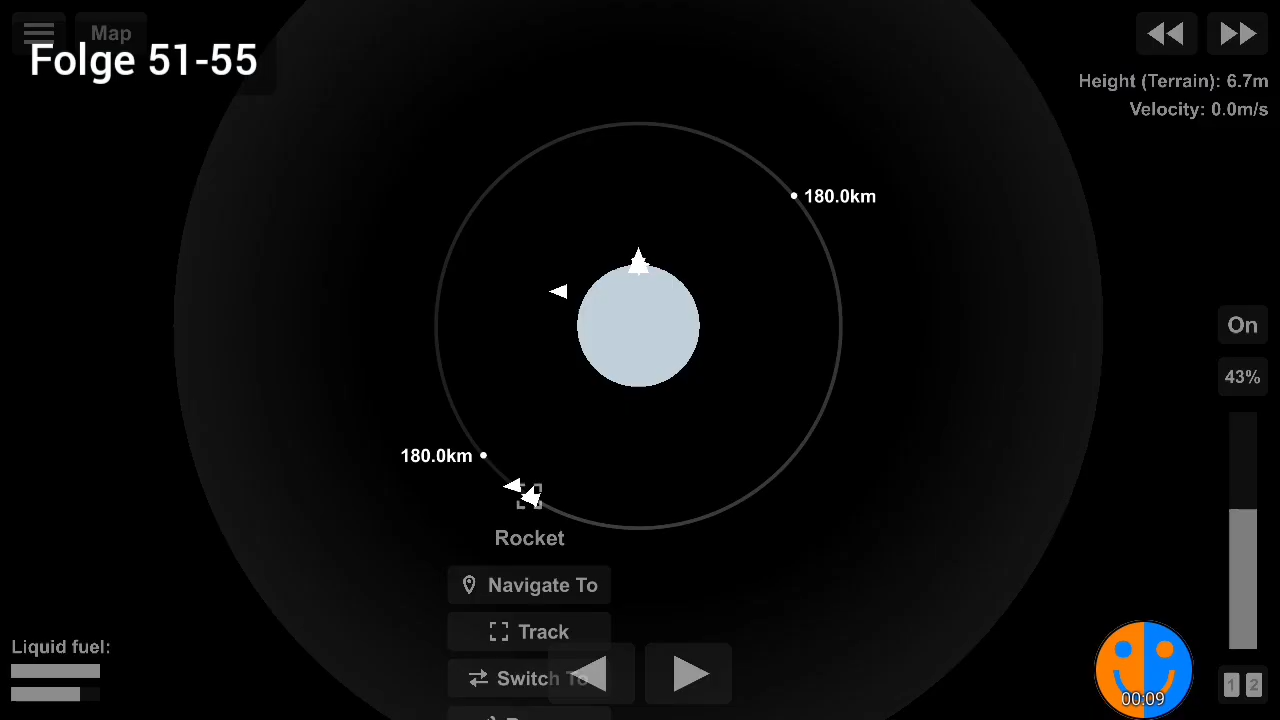 Map
Folge 51-55
Height (Terrain): 6.7m
Velocity: 0.0m/s
180.0km
On
43%
180.0km
Rocket
Navigate To
Track
Switch To
Liquid fuel:
00:09
1 2